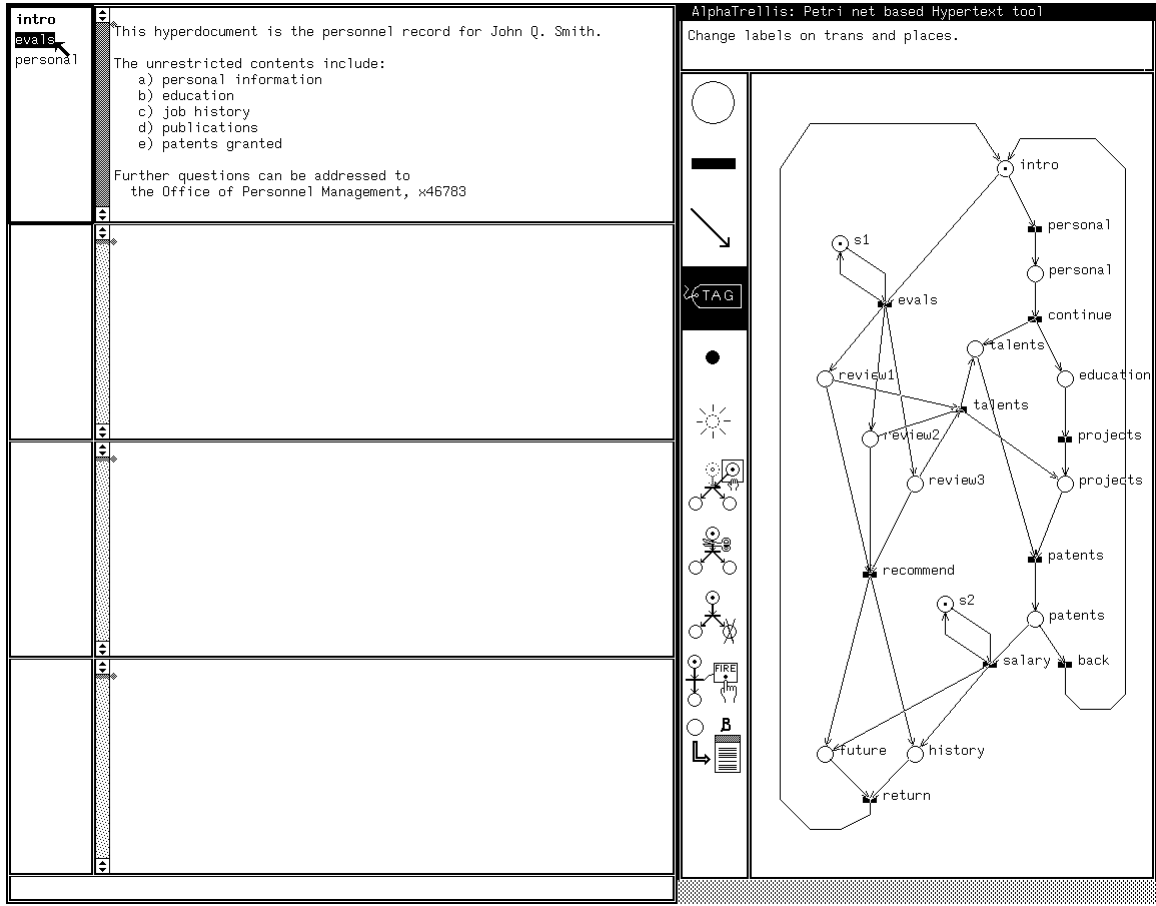 intro
evals
personal
This hyperdocument is the personnel record for John Q. Smith.
The unrestricted contents include:
a) personal information
b) education
c) job history
d) publications
e) patents granted
Further questions can be addressed to
the Office of Personnel Management, x46783
AlphaTrellis: Petri net based Hypertext tool
Change labels on trans and places.
TAG
FIRE
B
intro
personal
s1
personal
evals
continue
talents
review1
education
talents
review2
projects
review3
projects
patents
recommend
s2
patents
salary
back
future
history
return